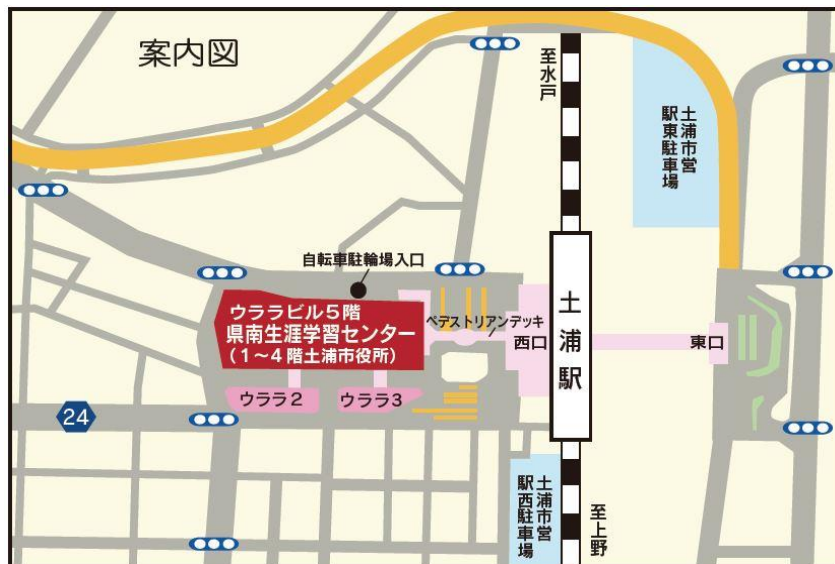 案内図
至水戸
土浦市営
駅東駐車場
自転車駐輪場入口
ウララビル5階
県南生涯学習センター
(1~4階土浦市役所)
ペデストリアンデッキ
西口
土浦駅
東口
ウララ2
ウララ3
24
土浦市営
駅西駐車場
至上野